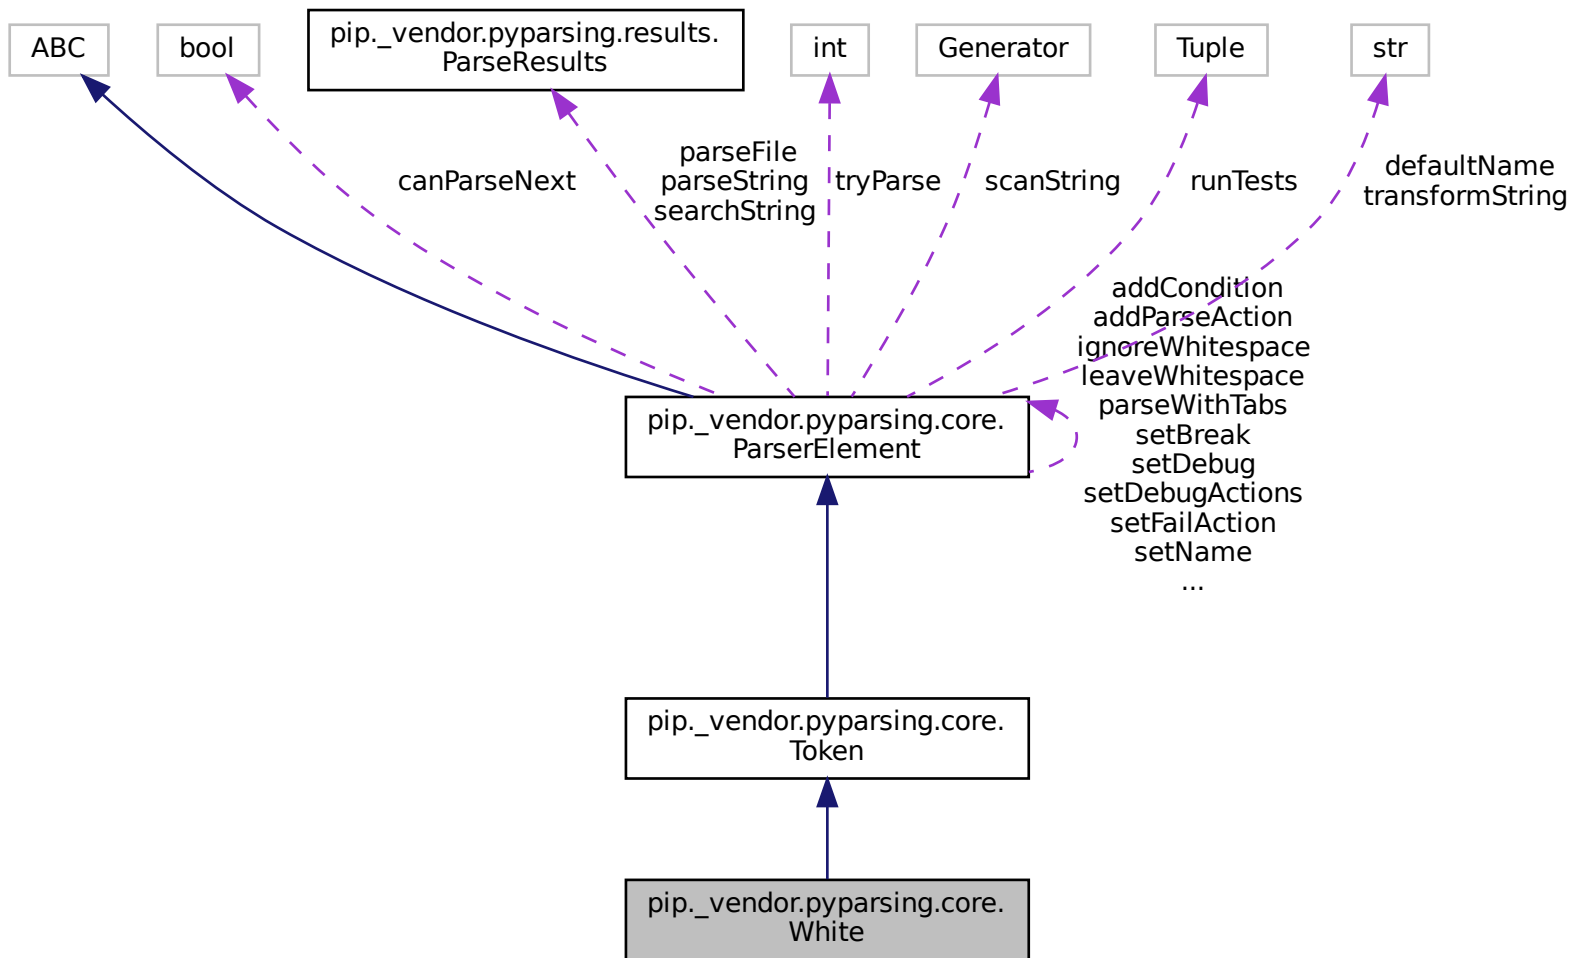 ABC
bool
pip._vendor.pyparsing.results.
ParseResults
int
Generator
Tuple
str
canParseNext
parseFile
parseString
searchString
tryParse
scanString
runTests
defaultName
transformString
addCondition
addParseAction
ignoreWhitespace
leaveWhitespace
parseWithTabs
setBreak
setDebug
setDebugActions
setFailAction
setName
...
pip._vendor.pyparsing.core.
ParserElement
pip._vendor.pyparsing.core.
Token
pip._vendor.pyparsing.core.
White